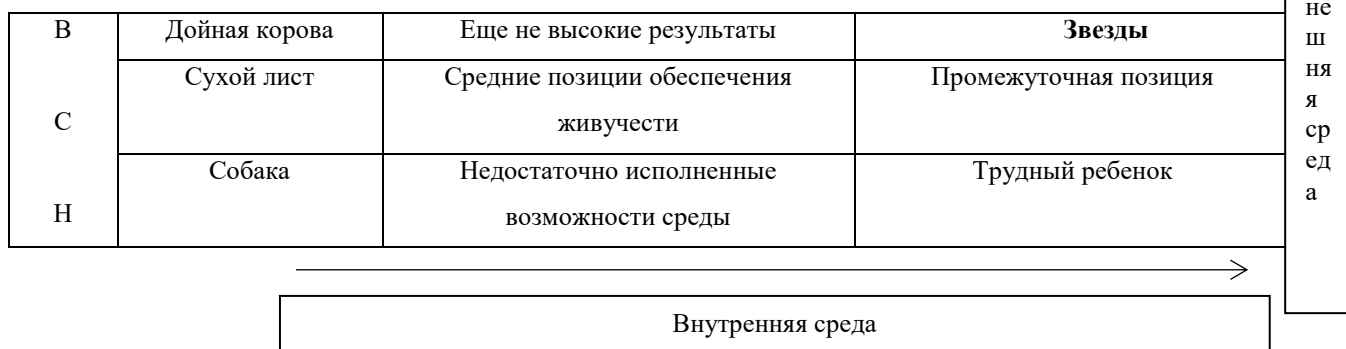 В Дойная корова Еще не высокие результаты Звезды
Сухой лист Средние позиции обеспечения Промежуточная позиция
С живучести
Собака Недостаточно исполненные Трудный ребенок
Н возможности среды
Внутренняя среда
не
ш
ня
я
ср
ед
а